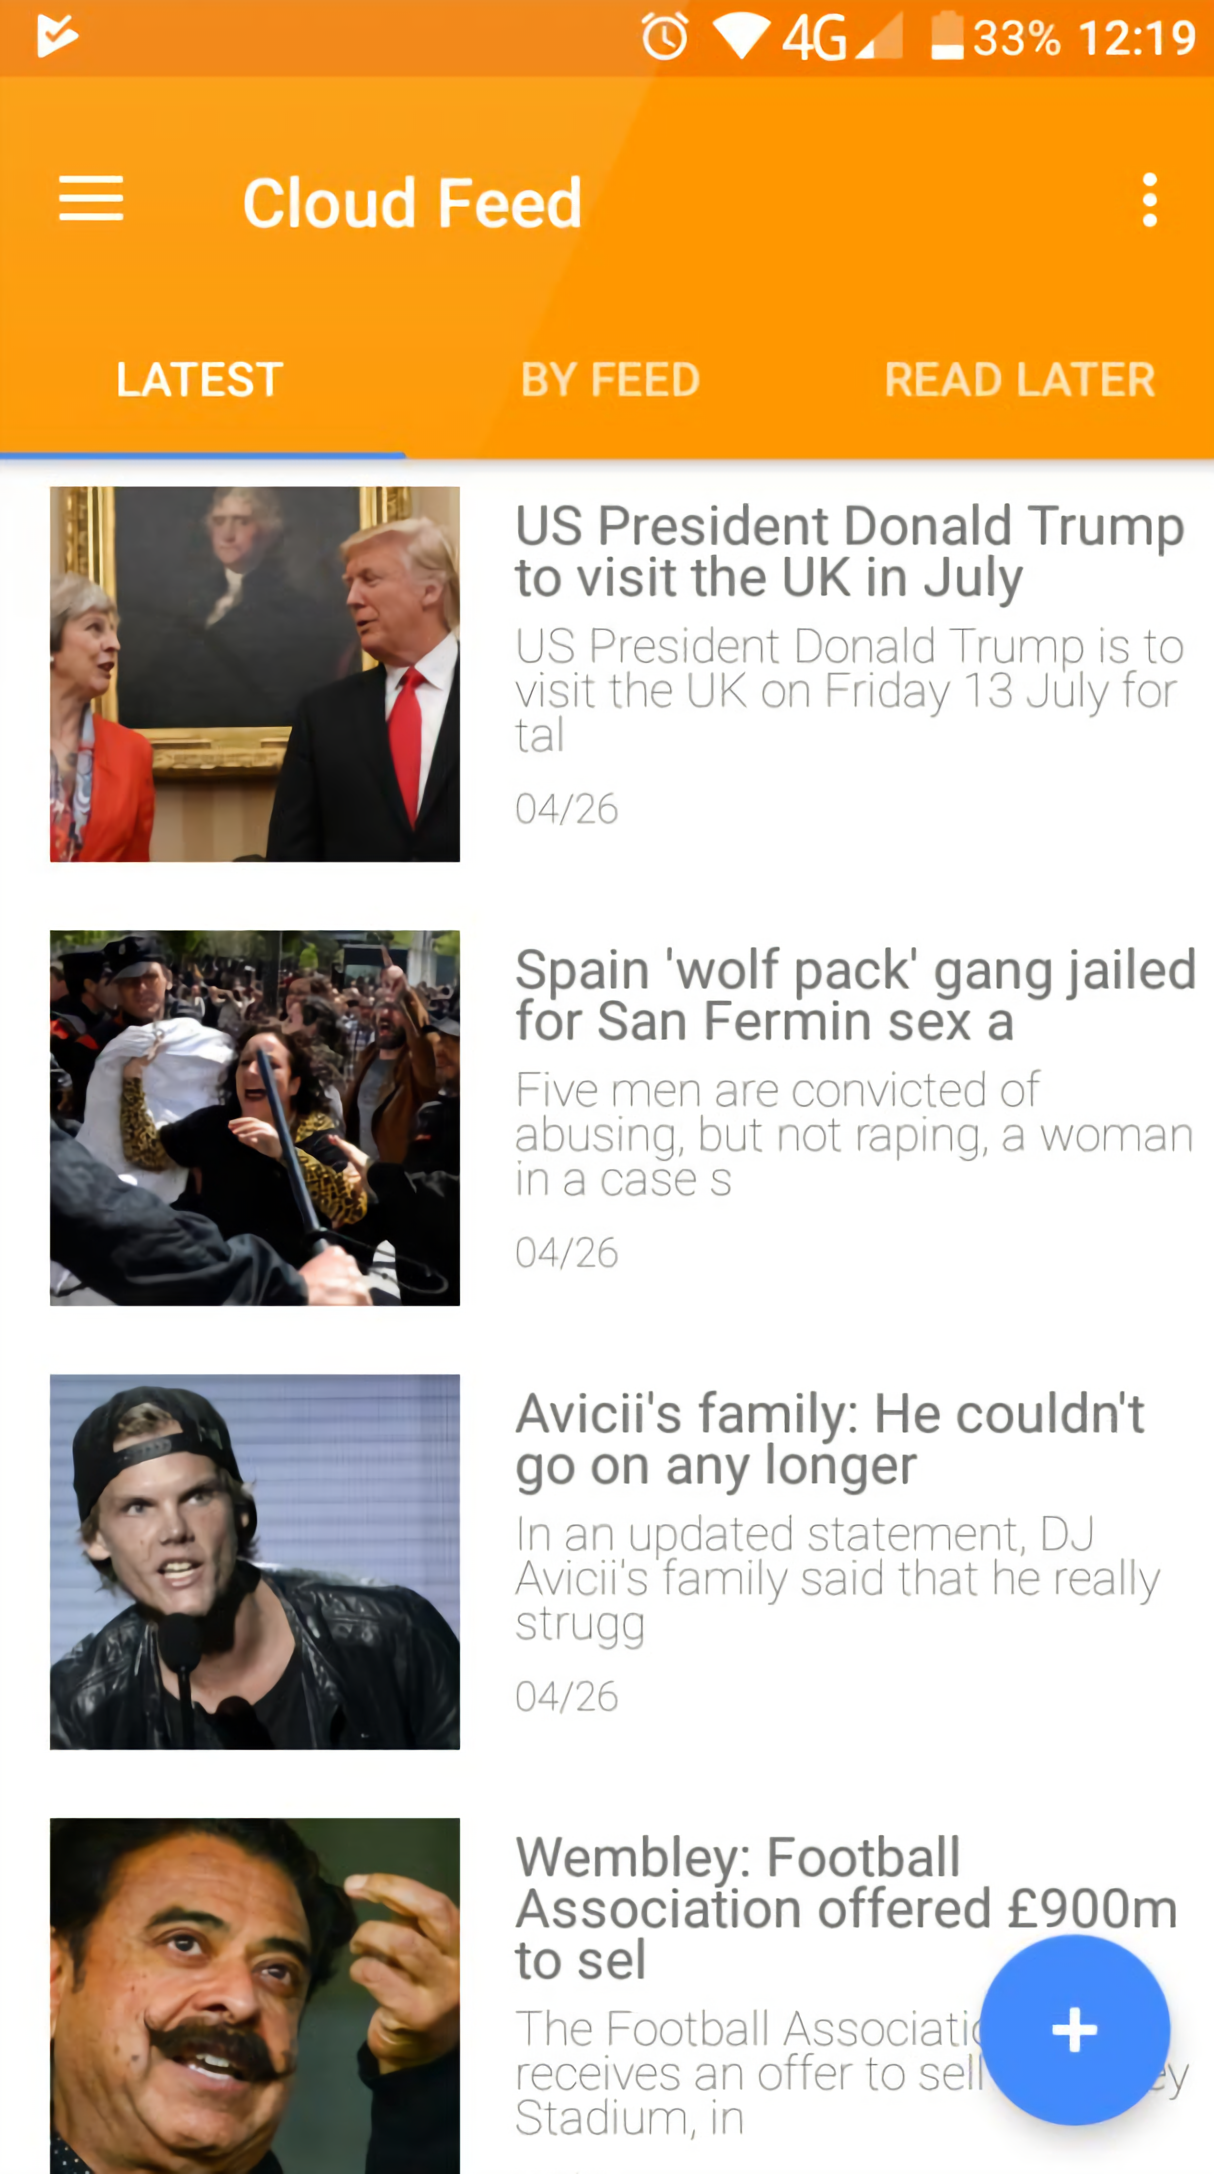 4G 33% 12:19
Cloud Feed
LATEST BY FEED READ LATER
US President Donald Trump
to visit the UK in July
US President Donald Trump is to
visit the UK on Friday 13 July for
tal
04/26
Spain 'wolf pack' gang jailed
for San Fermin sex a
Five men are convicted of
abusing, but not raping, a woman
in a case s
04/26
Avicii's family: He couldn't
go on any longer
In an updated statement, DJ
Avicii's family said that he really
strugg
04/26
Wembley: Football
Association offered £900m
to sel
The Football
receives an offer to sell
Stadium, in